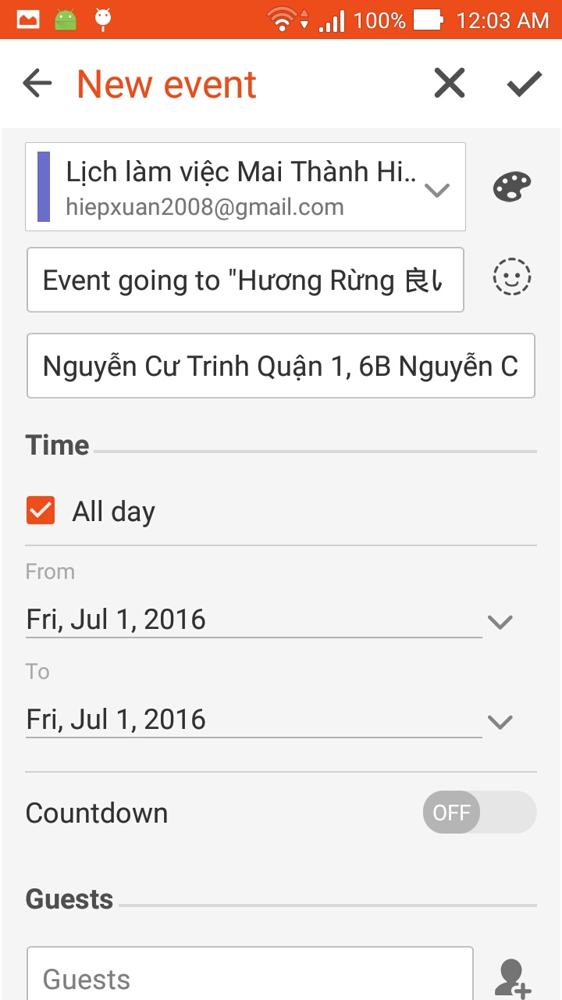 100% 12:03 AM
New event
Lịch làm việc Mai Thành Hi..
hiepxuan2008@gmail.com
Event going to "Hương Rừng 良い
Nguyễn Cư Trinh Quận 1, 6B Nguyễn C
Time
All day
From
Fri, Jul 1, 2016
To
Fri, Jul 1, 2016
Countdown
OFF
Guests
Guests